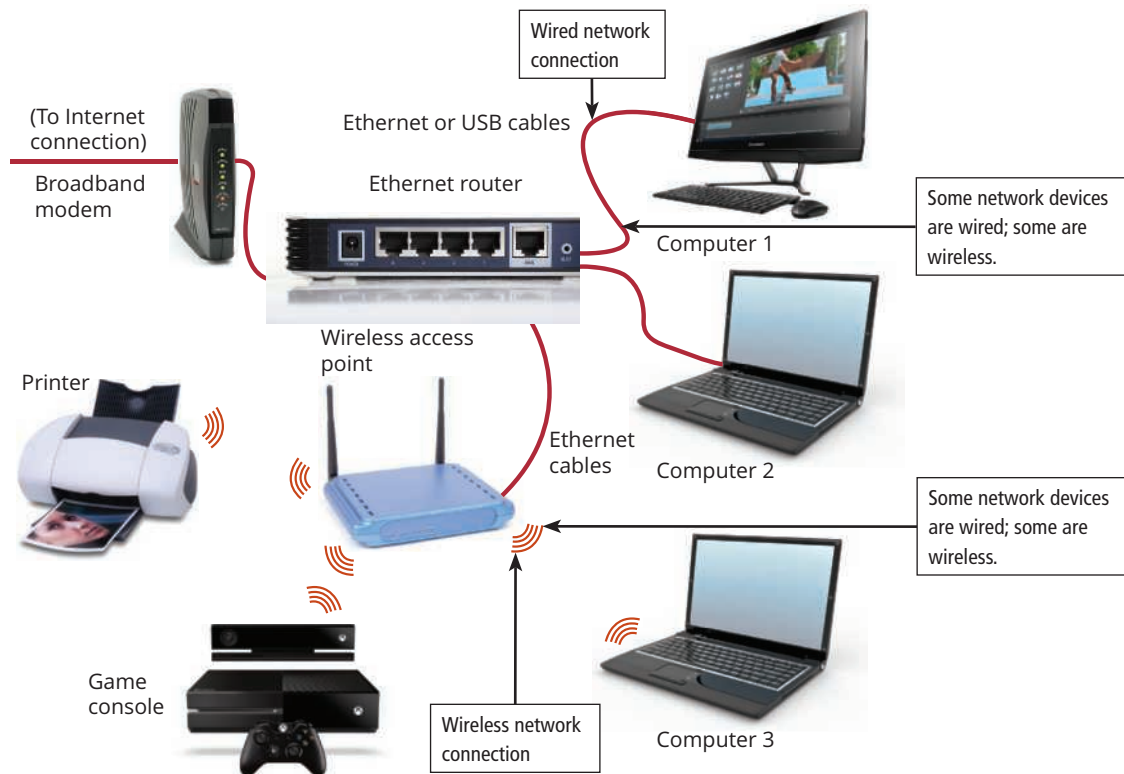 Wired network
connection
(To Internet
connection)
Broadband
modem
Ethernet or USB cables
Ethernet router
Computer 1
Some network devices
are wired; some are
wireless.
Wireless access
point
Printer
Ethernet
cables
Computer 2
Some network devices
are wired; some are
wireless.
Game
console
Wireless network
connection
Computer 3